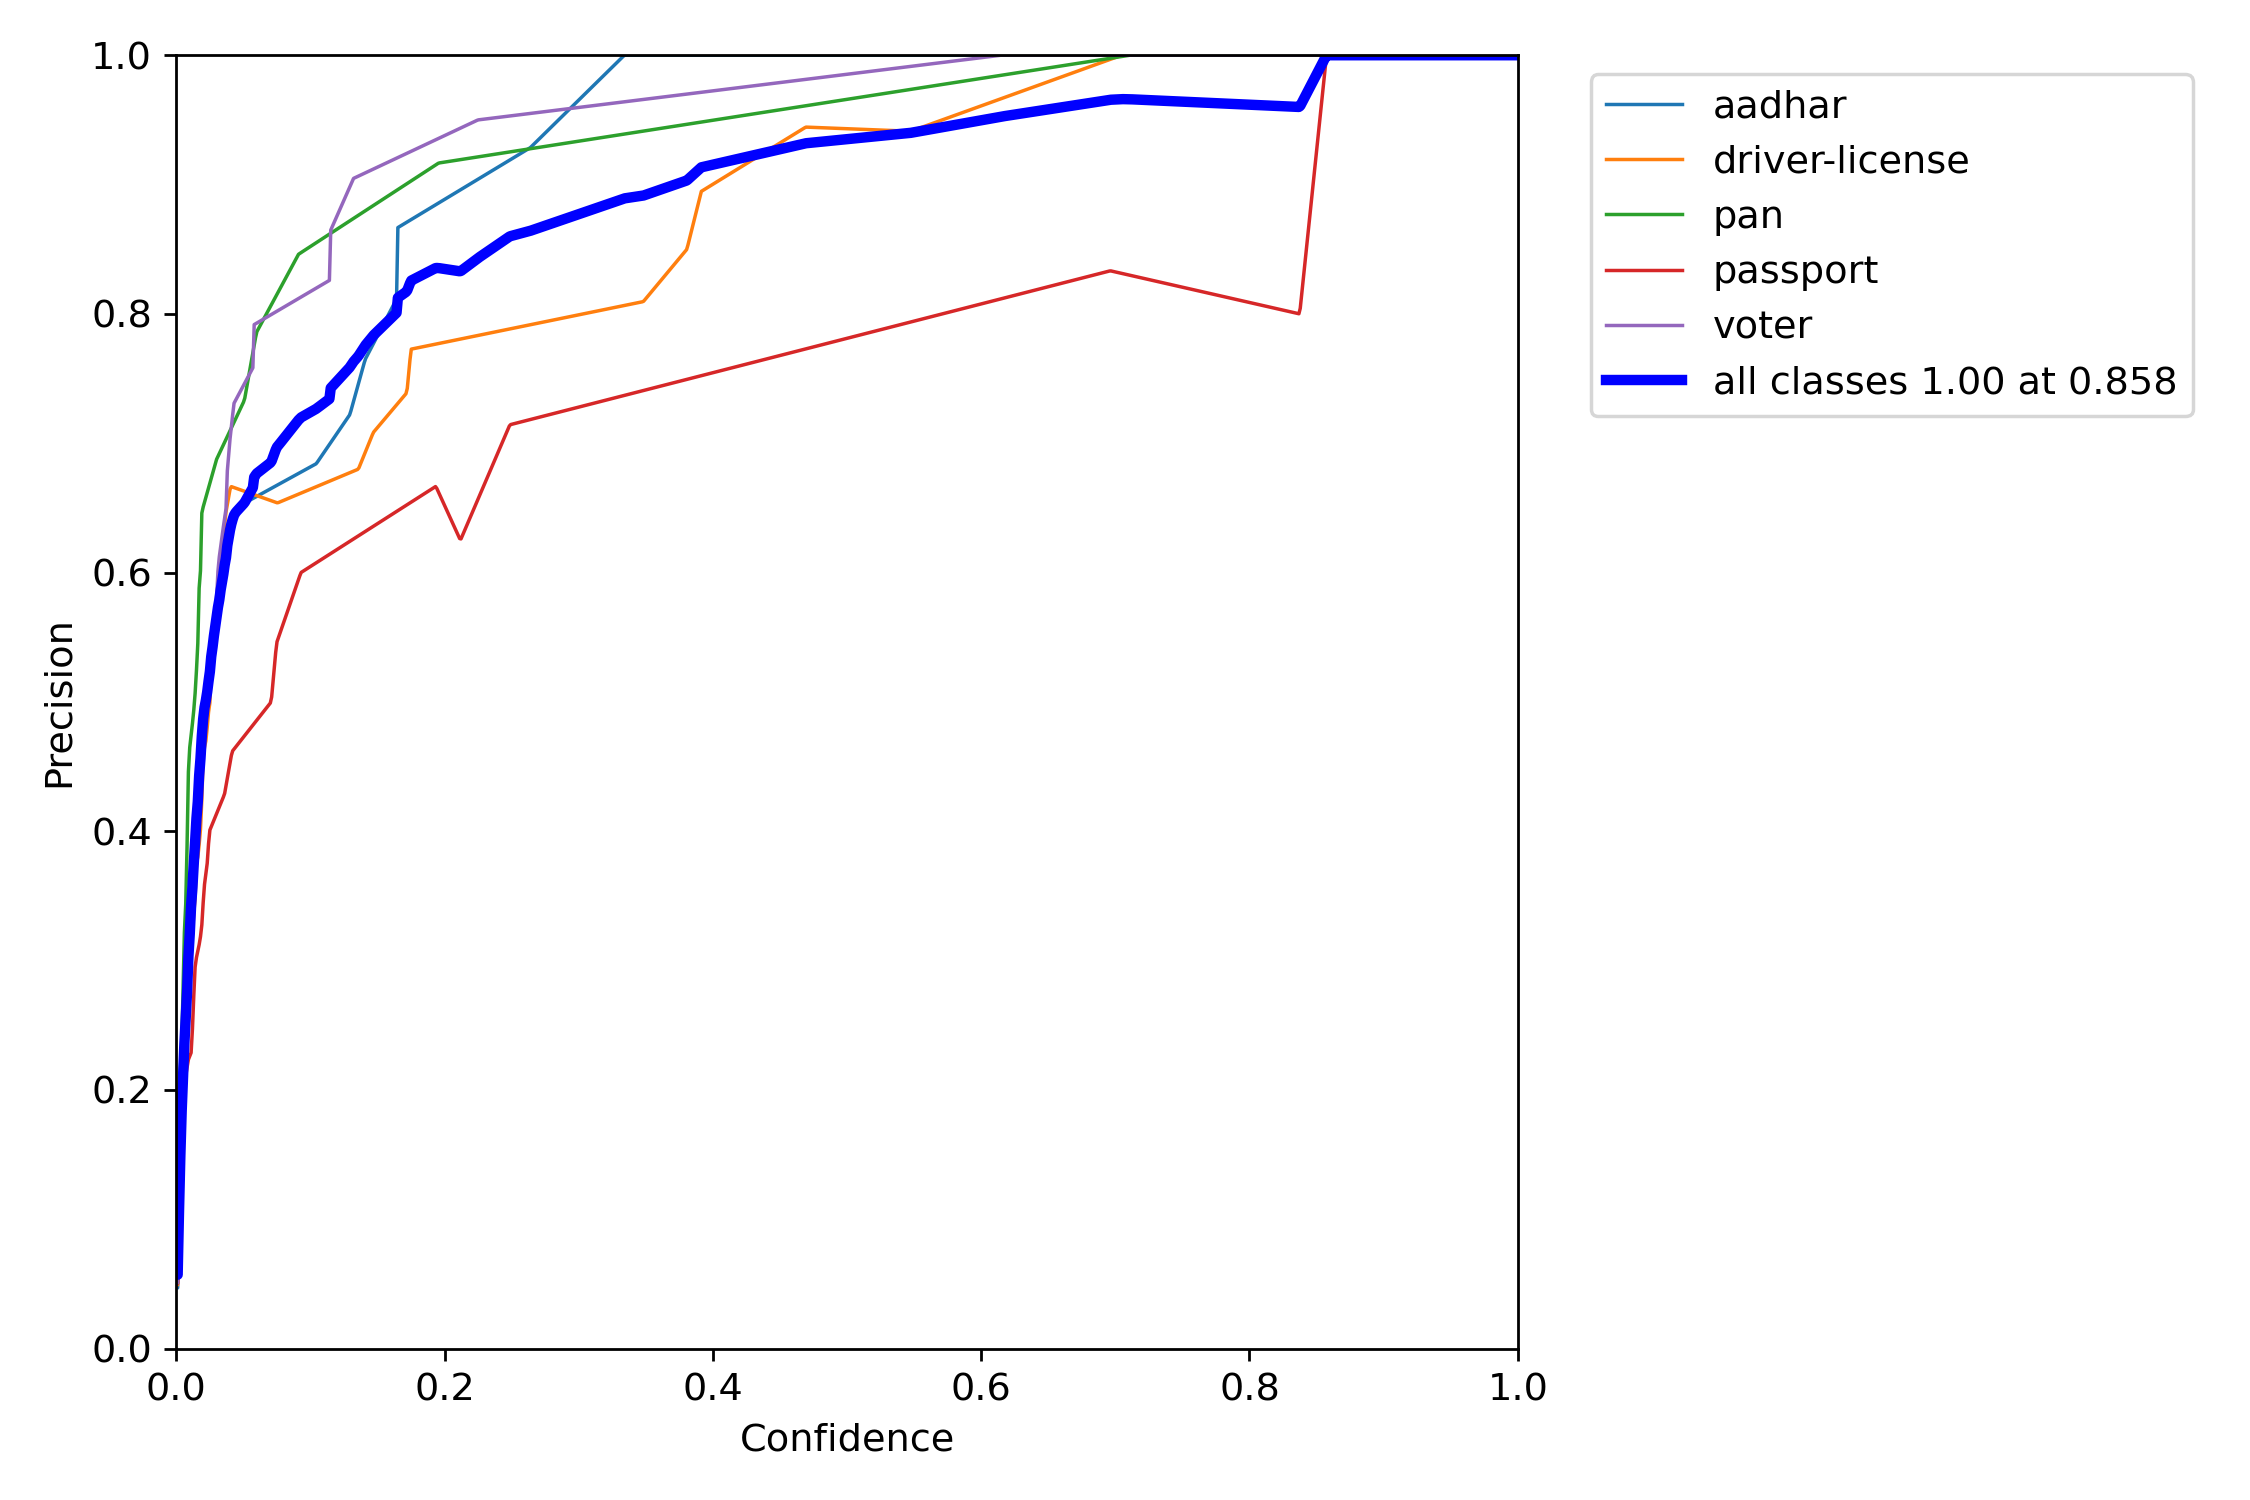 1.0
0.8
0.6
0.4
0.2
0.0
Precision
0.0 0.2 0.4 0.6 0.8 1.0
Confidence
aadhar
driver-license
pan
passport
voter
all classes 1.00 at 0.858